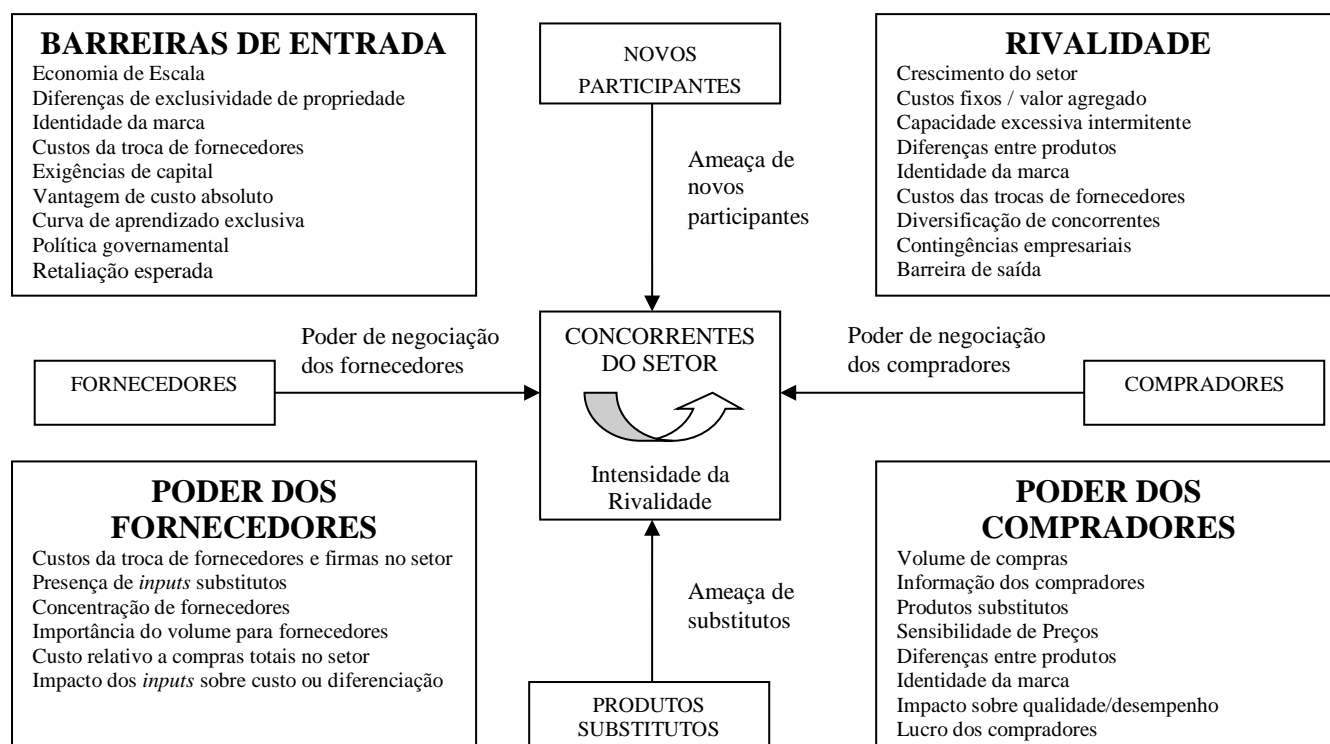 BARREIRAS DE ENTRADA
Economia de Escala
Diferenças de exclusividade de propriedade
Identidade da marca
Custos da troca de fornecedores
Exigências de capital
Vantagem de custo absoluto
Curva de aprendizado exclusiva
Política governamental
Retaliação esperada
NOVOS
PARTICIPANTES
Ameaça de
novos
participantes
RIVALIDADE
Crescimento do setor
Custos fixos / valor agregado
Capacidade excessiva intermitente
Diferenças entre produtos
Identidade da marca
Custos das trocas de fornecedores
Diversificação de concorrentes
Contingências empresariais
Barreira de saída
FORNECEDORES
Poder de negociação
dos fornecedores
CONCORRENTES
DO SETOR
Intensidade da
Rivalidade
Poder de negociação
dos compradores
COMPRADORES
PODER DOS
FORNECEDORES
Custos da troca de fornecedores e firmas no setor
Presença de inputs substitutos
Concentração de fornecedores
Importância do volume para fornecedores
Custo relativo a compras totais no setor
Impacto dos inputs sobre custo ou diferenciação
Ameaça de
substitutos
PRODUTOS
SUBSTITUTOS
PODER DOS
COMPRADORES
Volume de compras
Informação dos compradores
Produtos substitutos
Sensibilidade de Preços
Diferenças entre produtos
Identidade da marca
Impacto sobre qualidade/desempenho
Lucro dos compradores